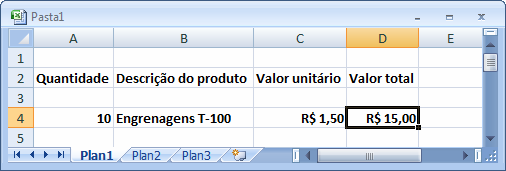 Pasta1
A B C D E
1
2 Quantidade Descrição do produto Valor unitário Valor total
3
4 10 Engrenagens T-100 R$ 1,50 R$ 15,00
5
Plan1 Plan2 Plan3